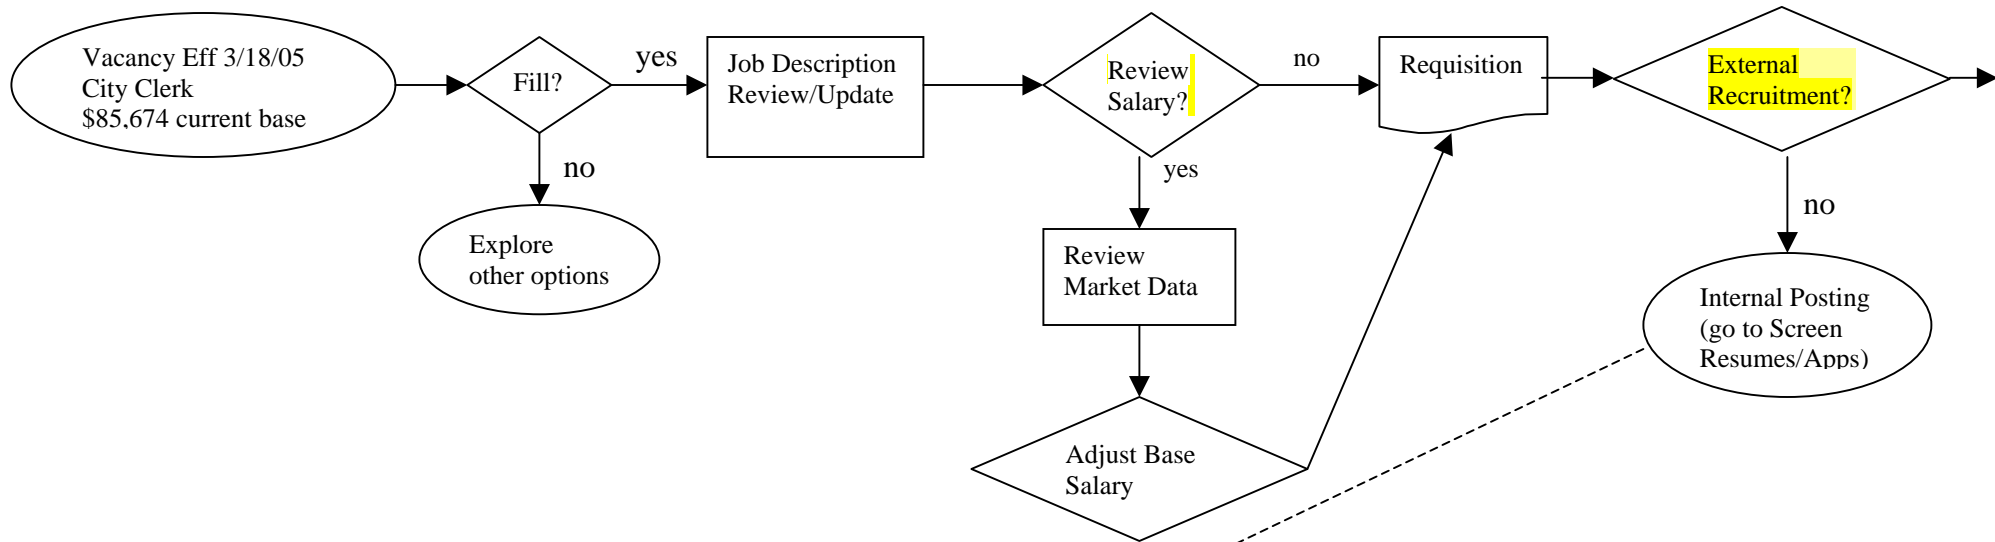 Vacancy Eff 3/18/05
City Clerk
$85,674 current base
Fill?
yes
no
Explore
other options
Job Description
Review/Update
Review
Salary?
no
yes
Review
Market Data
Adjust Base
Salary
Requisition
External
Recruitment?
no
Internal Posting
(go to Screen
Resumes/Apps)